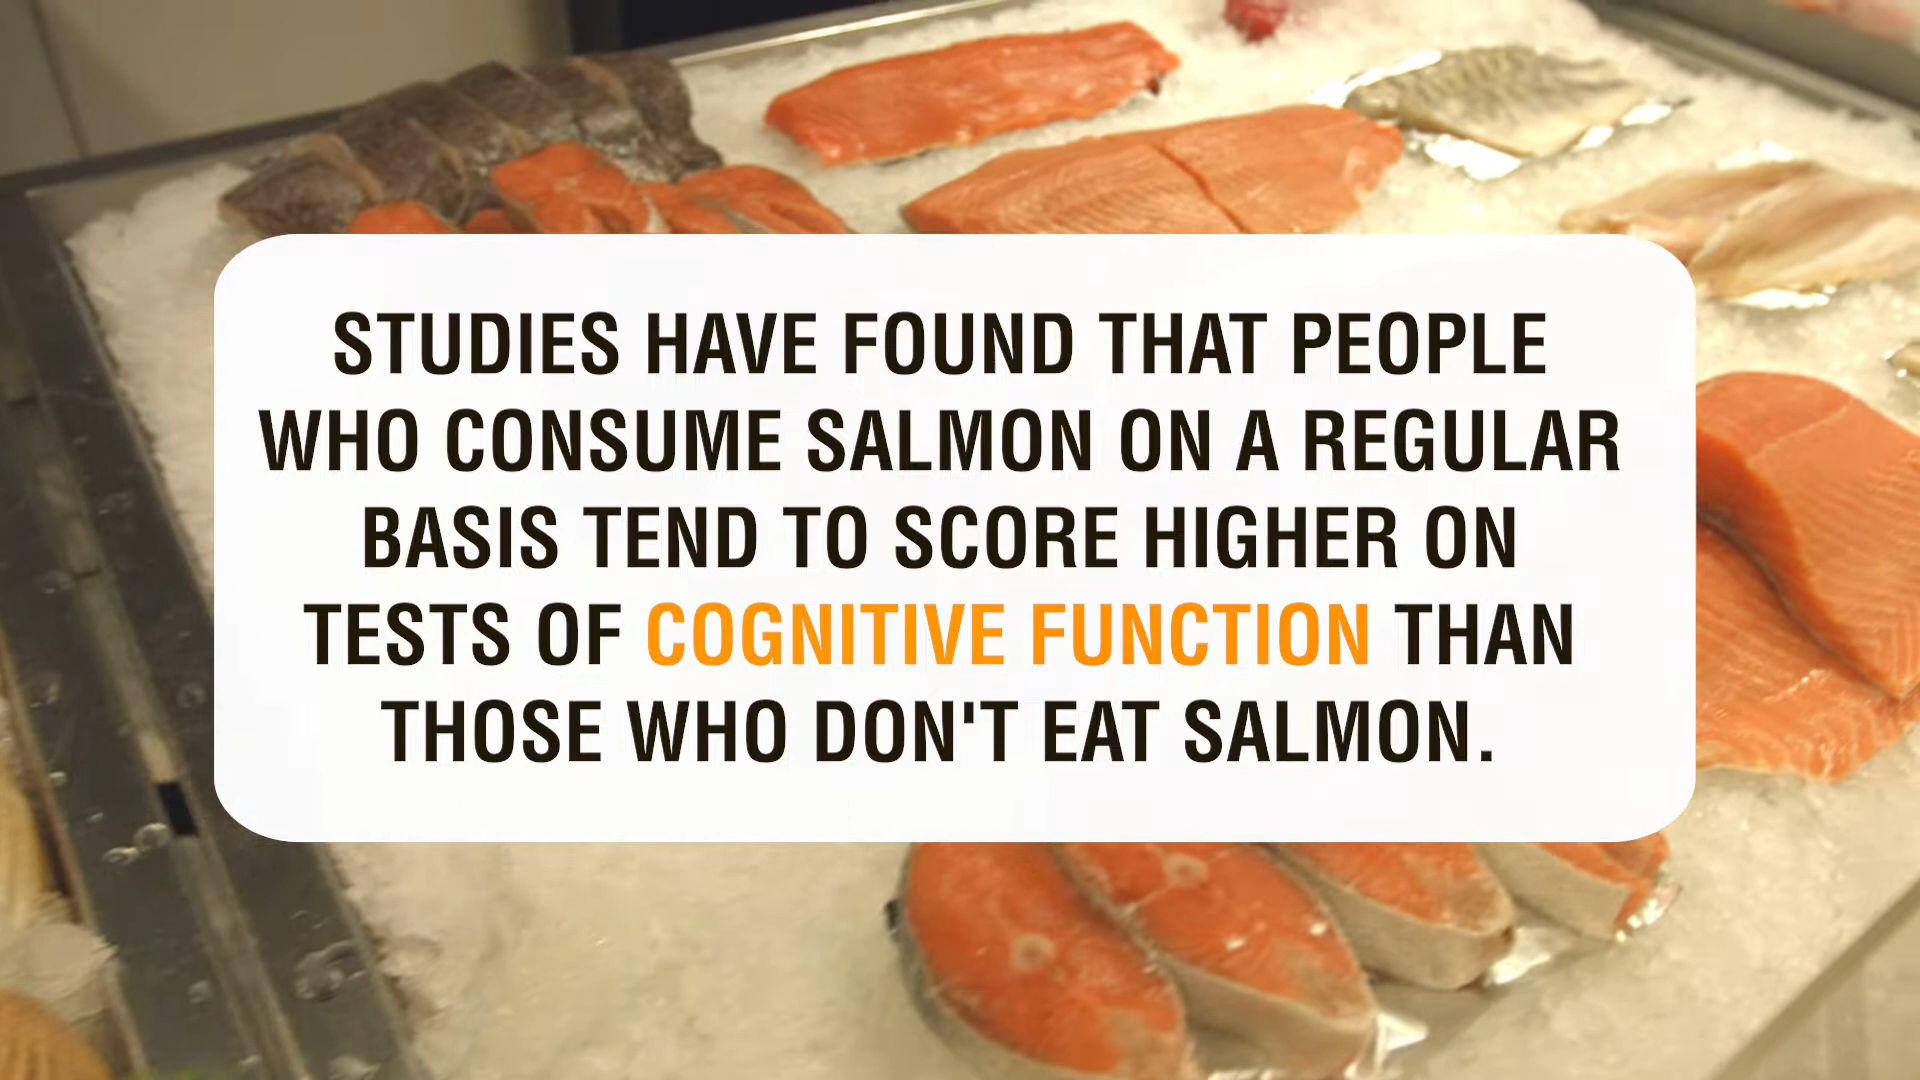 STUDIES HAVE FOUND THAT PEOPLE
WHO CONSUME SALMON ON A REGULAR
BASIS TEND TO SCORE HIGHER ON
TESTS OF COGNITIVE FUNCTION THAN
THOSE WHO DON'T EAT SALMON.